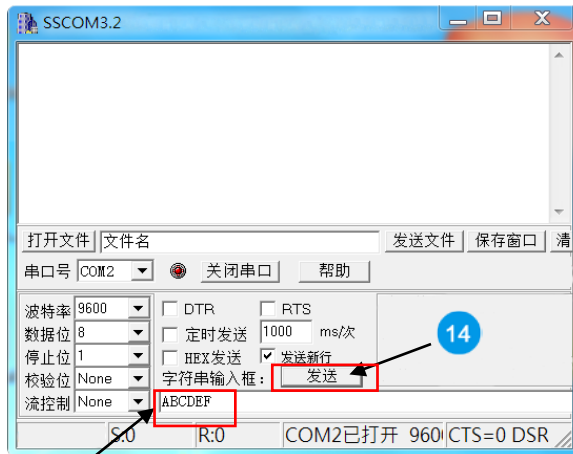 SSCOM3.2
打开文件 文件名 发送文件 保存窗口 清
串口号 COM2 关闭串口 帮助
波特率 9600 DTR RTS
数据位 8 定时发送 1000 ms/次
停止位 1 HEX发送 发送新行
校验位 None 字符串输入框： 发送
流控制 None ABCDEF
14
S:0 R:0 COM2已打开 960 CTS=0 DSR